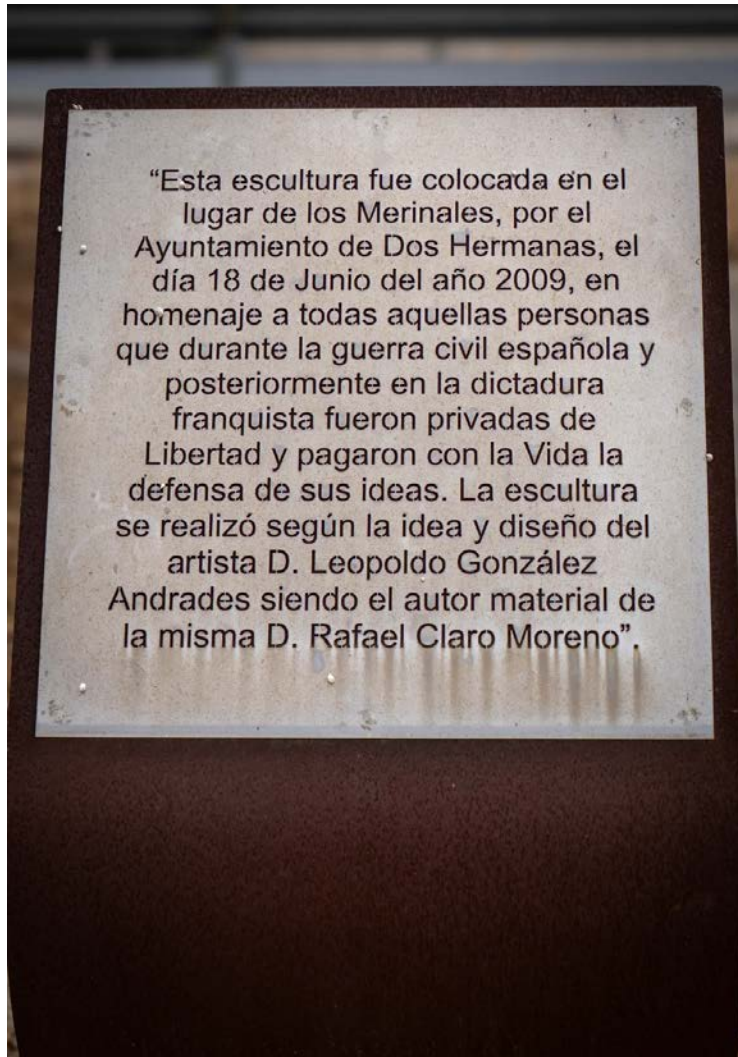 “Esta escultura fue colocada en el
lugar de los Merinales, por el
Ayuntamiento de Dos Hermanas, el
día 18 de Junio del año 2009, en
homenaje a todas aquellas personas
que durante la guerra civil española y
posteriormente en la dictadura
franquista fueron privadas de
Libertad y pagaron con la Vida la
defensa de sus ideas. La escultura
se realizó según la idea y diseño del
artista D. Leopoldo González
Andrades siendo el autor material de
la misma D. Rafael Claro Moreno”.